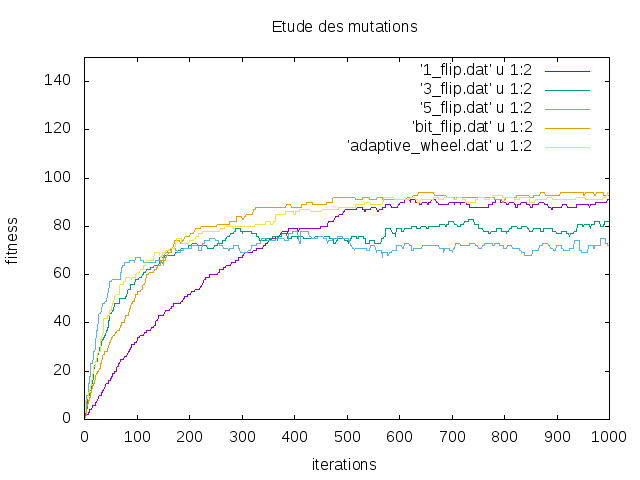 Etude des mutations
'1_flip.dat' u 1:2
'3_flip.dat' u 1:2
'5_flip.dat' u 1:2
'bit_flip.dat' u 1:2
'adaptive_wheel.dat' u 1:2
fitness
140
120
100
80
60
40
20
0
0 100 200 300 400 500 600 700 800 900 1000
iterations